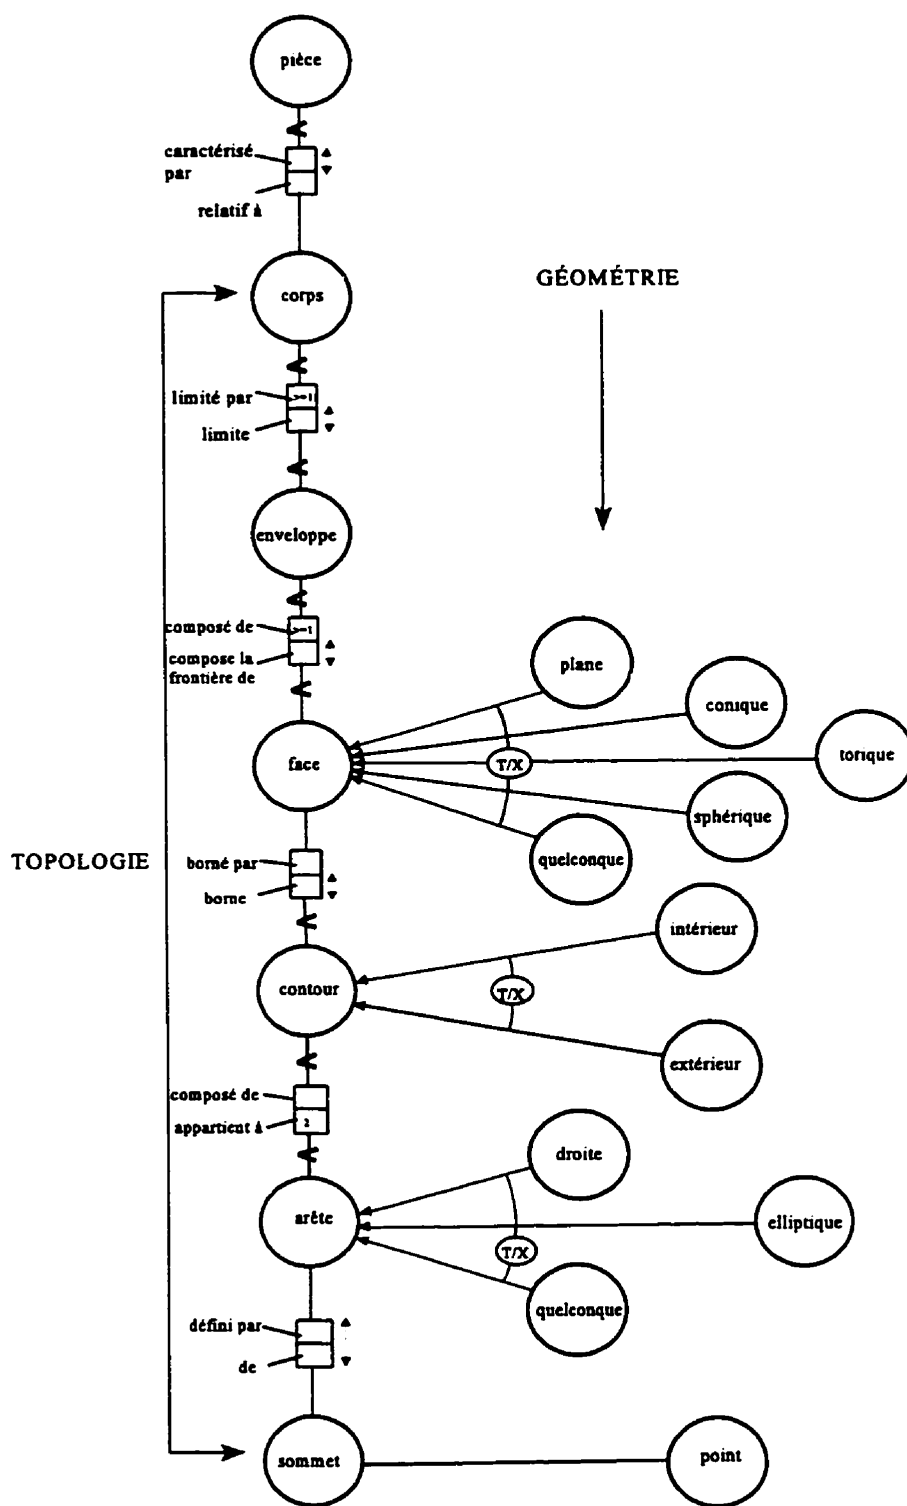 pièce
caractérisé
par
relatif à
GÉOMÉTRIE
corps
limité par
>=1
limite
enveloppe
composé de
>=1
compose la
frontière de
plane
conique
face
T/X
torique
sphérique
quelconque
TOPOLOGIE
borné par
borne
intérieur
contour
T/X
extérieur
composé de
appartient à
2
droite
arête
elliptique
T/X
quelconque
défini par
de
sommet
point